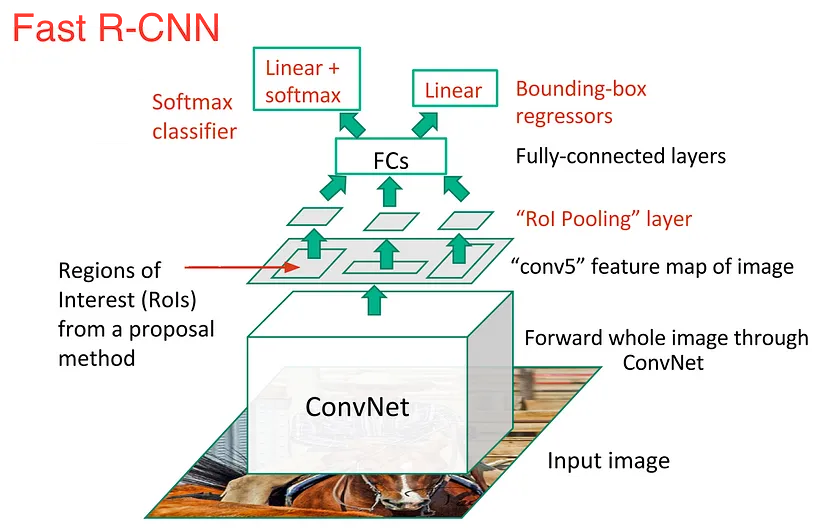 Fast R-CNN
Linear +
softmax
Linear
Softmax
classifier
Bounding-box
regressors
FCs
Fully-connected layers
“RoI Pooling” layer
Regions of
Interest (RoIs)
from a proposal
method
“conv5” feature map of image
Forward whole image through
ConvNet
ConvNet
Input image